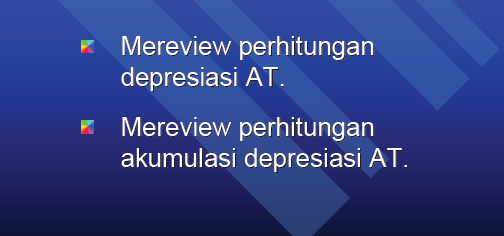 Mereview perhitungan
depresiasi AT.
Mereview perhitungan
akumulasi depresiasi AT.